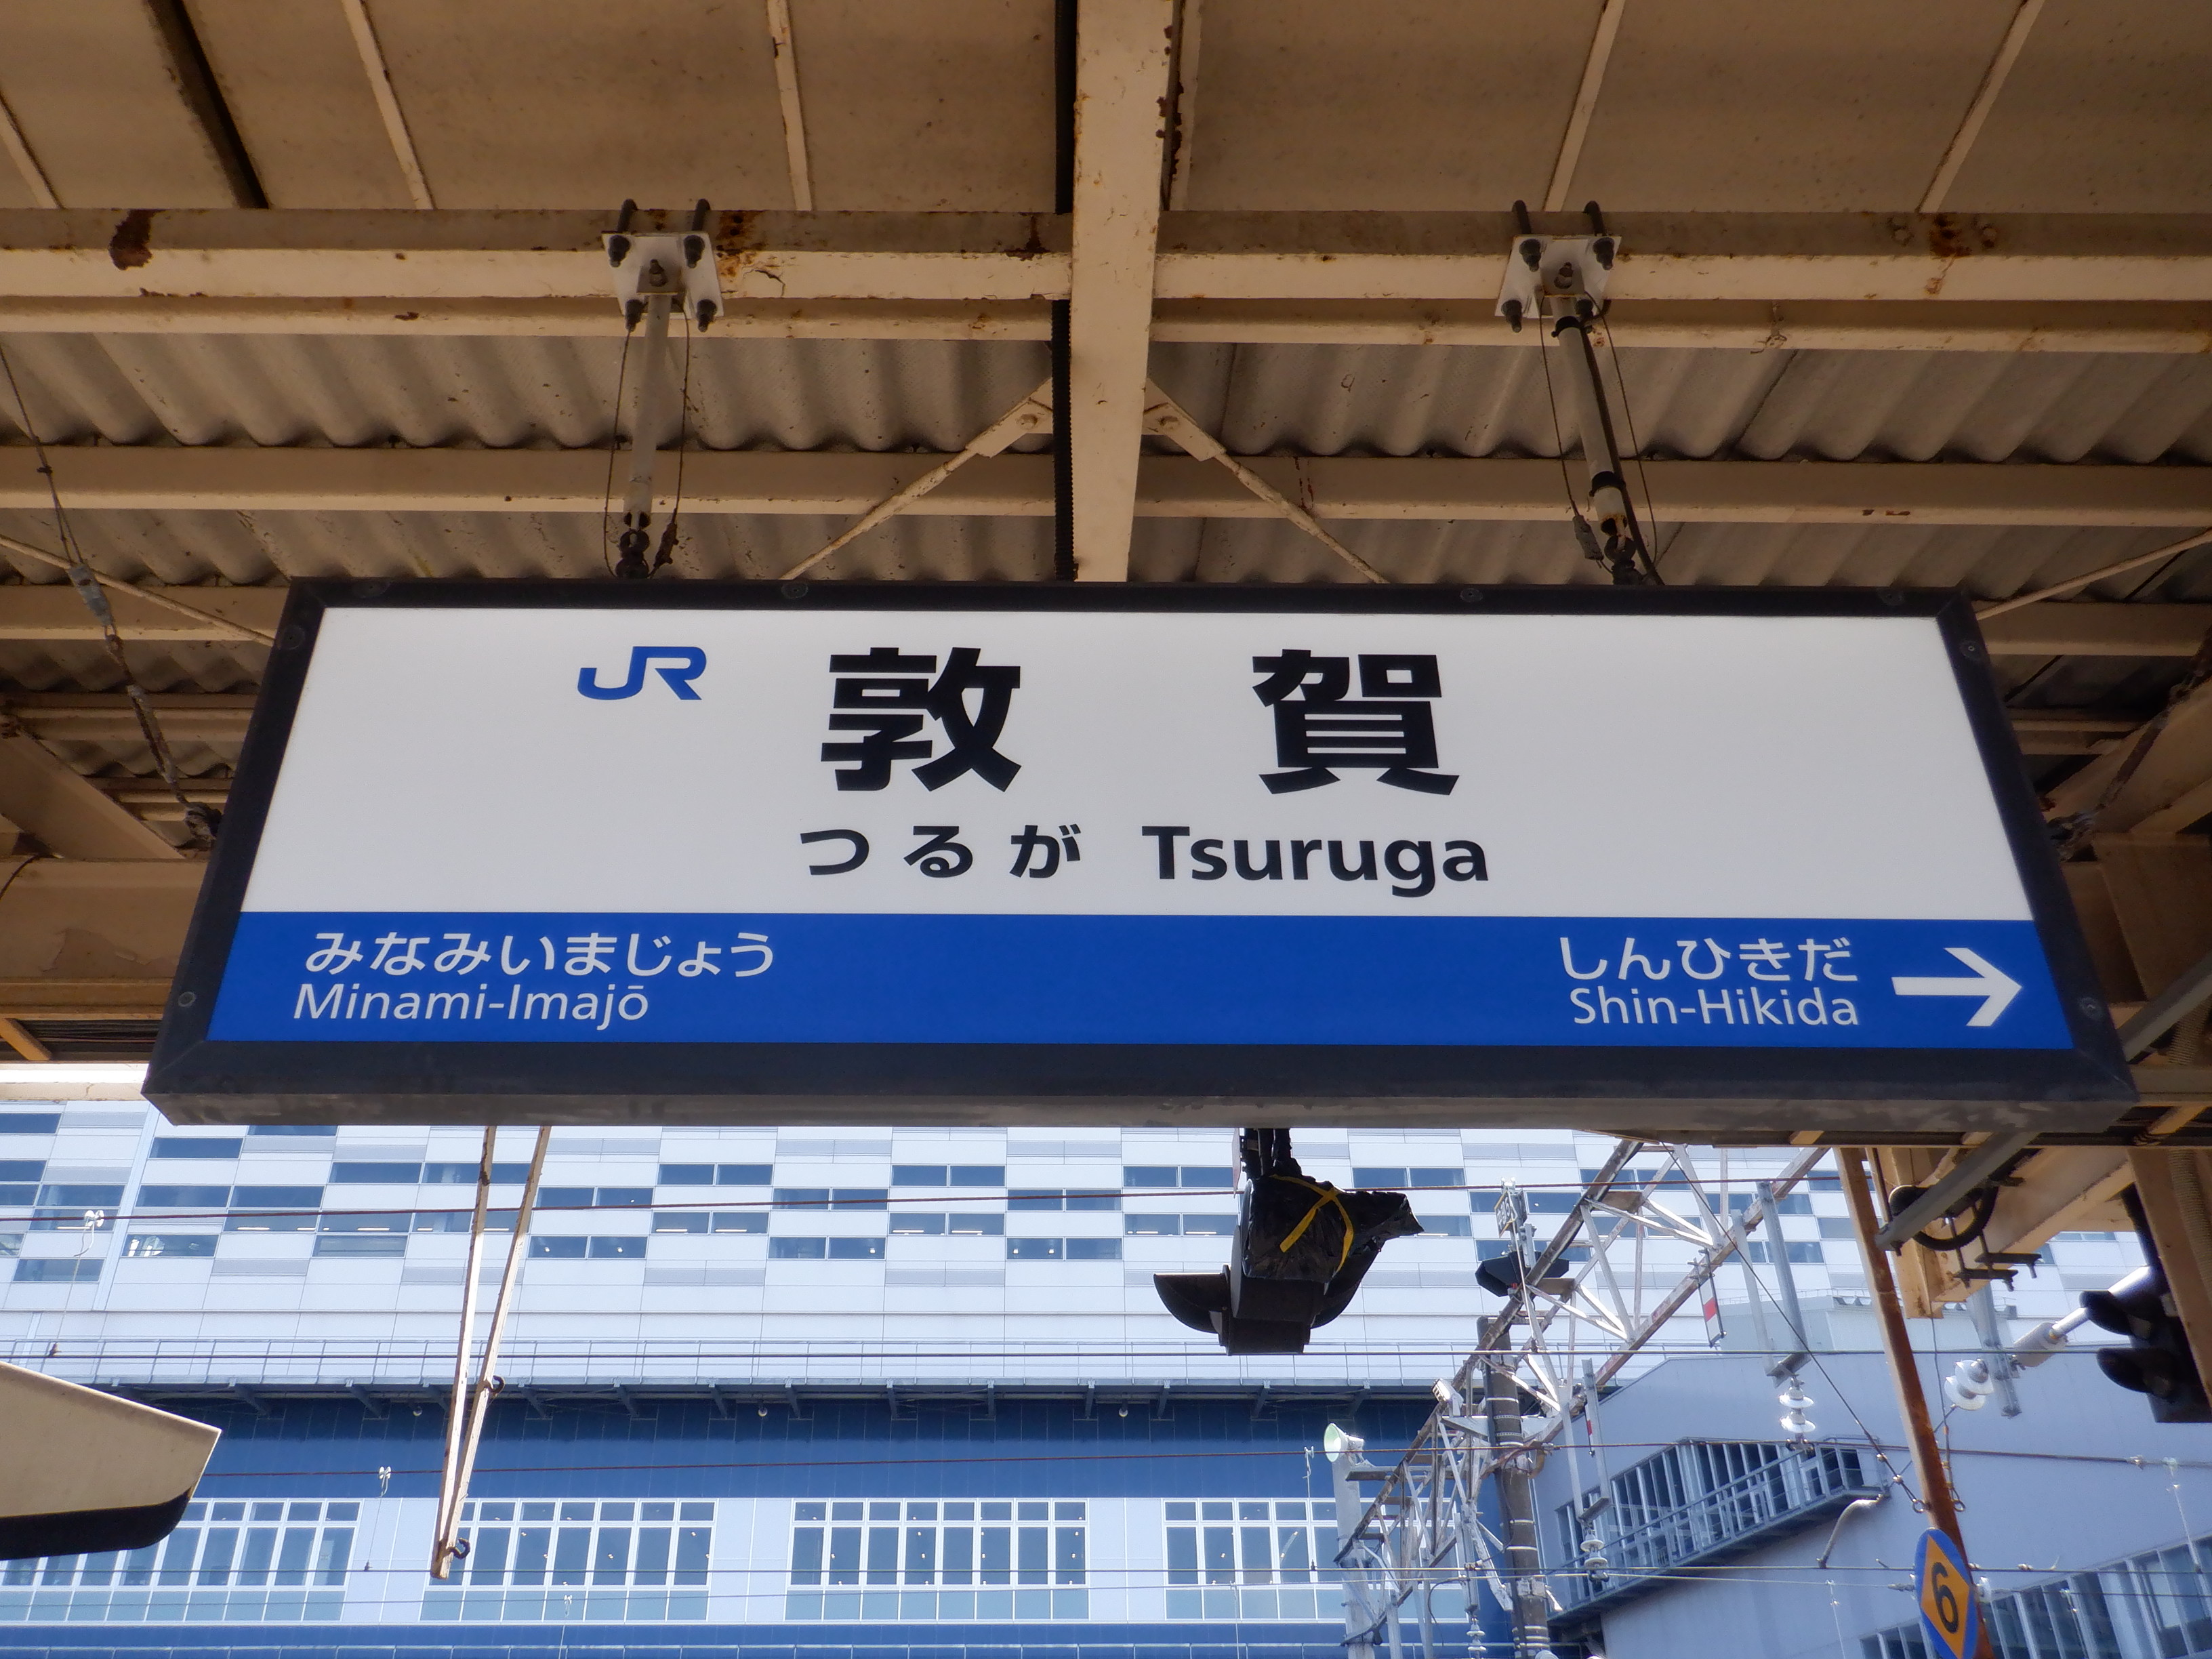 JR 敦賀
つるが Tsuruga
みなみいまじょう
Minami-Imajō
しんひきだ
Shin-Hikida
6